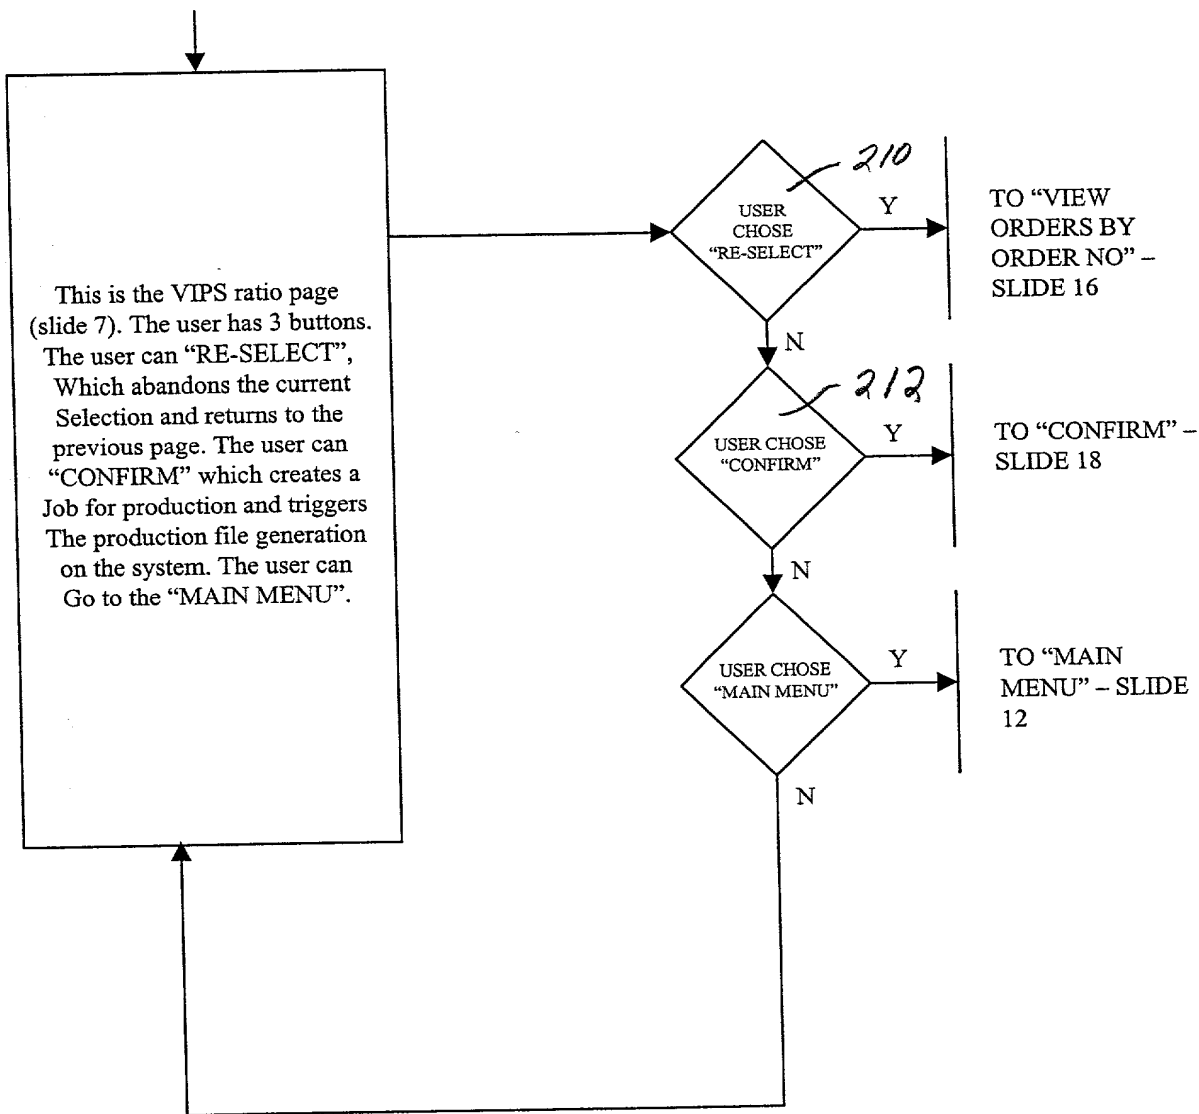 This is the VIPS ratio page
(slide 7). The user has 3 buttons.
The user can “RE-SELECT”,
Which abandons the current
Selection and returns to the
previous page. The user can
“CONFIRM” which creates a
Job for production and triggers
The production file generation
on the system. The user can
Go to the “MAIN MENU”.
210
USER
CHOSE
“RE-SELECT”
Y
TO “VIEW
ORDERS BY
ORDER NO” –
SLIDE 16
N
212
USER CHOSE
“CONFIRM”
Y
TO “CONFIRM” –
SLIDE 18
N
USER CHOSE
“MAIN MENU”
Y
TO “MAIN
MENU” – SLIDE
12
N